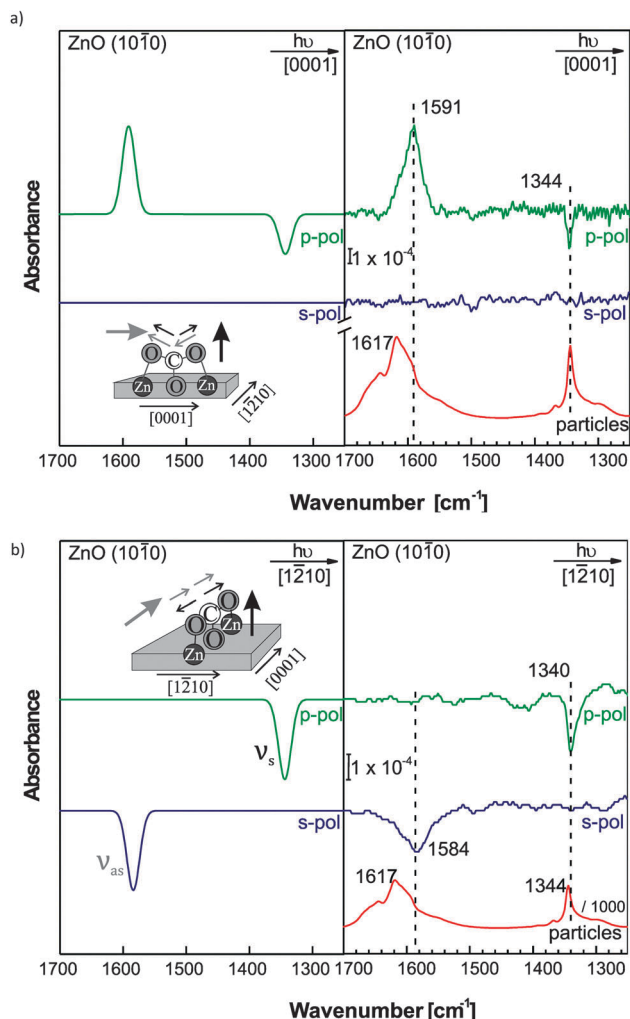 a)
ZnO (101̄0)
hυ
[0001]
p-pol
s-pol
O C O
Zn O Zn
[0001]
[12̄10]
ZnO (101̄0)
hυ
[0001]
1591
1344
p-pol
1 x 10⁻⁴
s-pol
1617
particles
Absorbance
1700 1600 1500 1400 1300
1700 1600 1500 1400 1300
Wavenumber [cm⁻¹]
b)
ZnO (101̄0)
hυ
[12̄10]
O
O C
Zn
O
Zn
[12̄10]
[0001]
p-pol
νs
s-pol
νas
ZnO (101̄0)
hυ
[12̄10]
1340
p-pol
1 x 10⁻⁴
s-pol
1584
1617
1344
/ 1000
particles
Absorbance
1700 1600 1500 1400 1300
1700 1600 1500 1400 1300
Wavenumber [cm⁻¹]